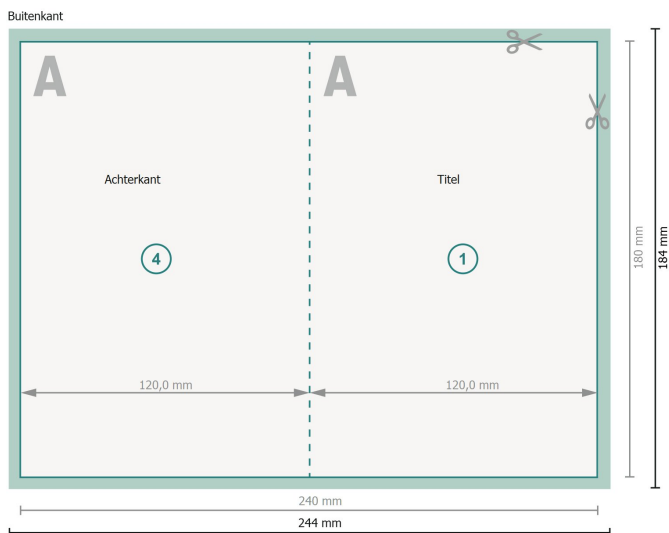 Buitenkant
A
A
Achterkant
Titel
4
1
180 mm
184 mm
120,0 mm
120,0 mm
240 mm
244 mm